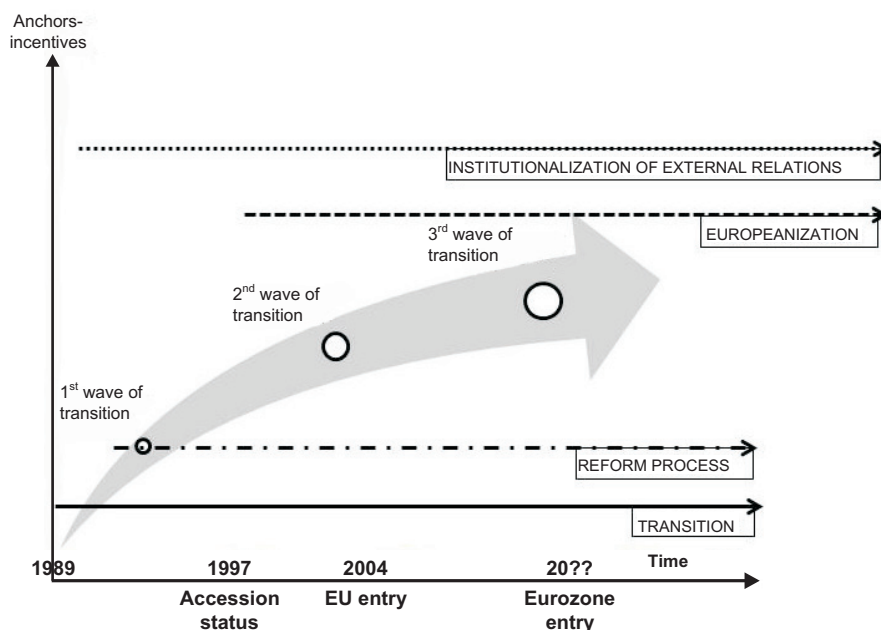 Anchors-
incentives
INSTITUTIONALIZATION OF EXTERNAL RELATIONS
EUROPEANIZATION
3rd wave of
transition
2nd wave of
transition
1st wave of
transition
REFORM PROCESS
TRANSITION
1989
1997
2004
20??
Time
Accession
status
EU entry
Eurozone
entry